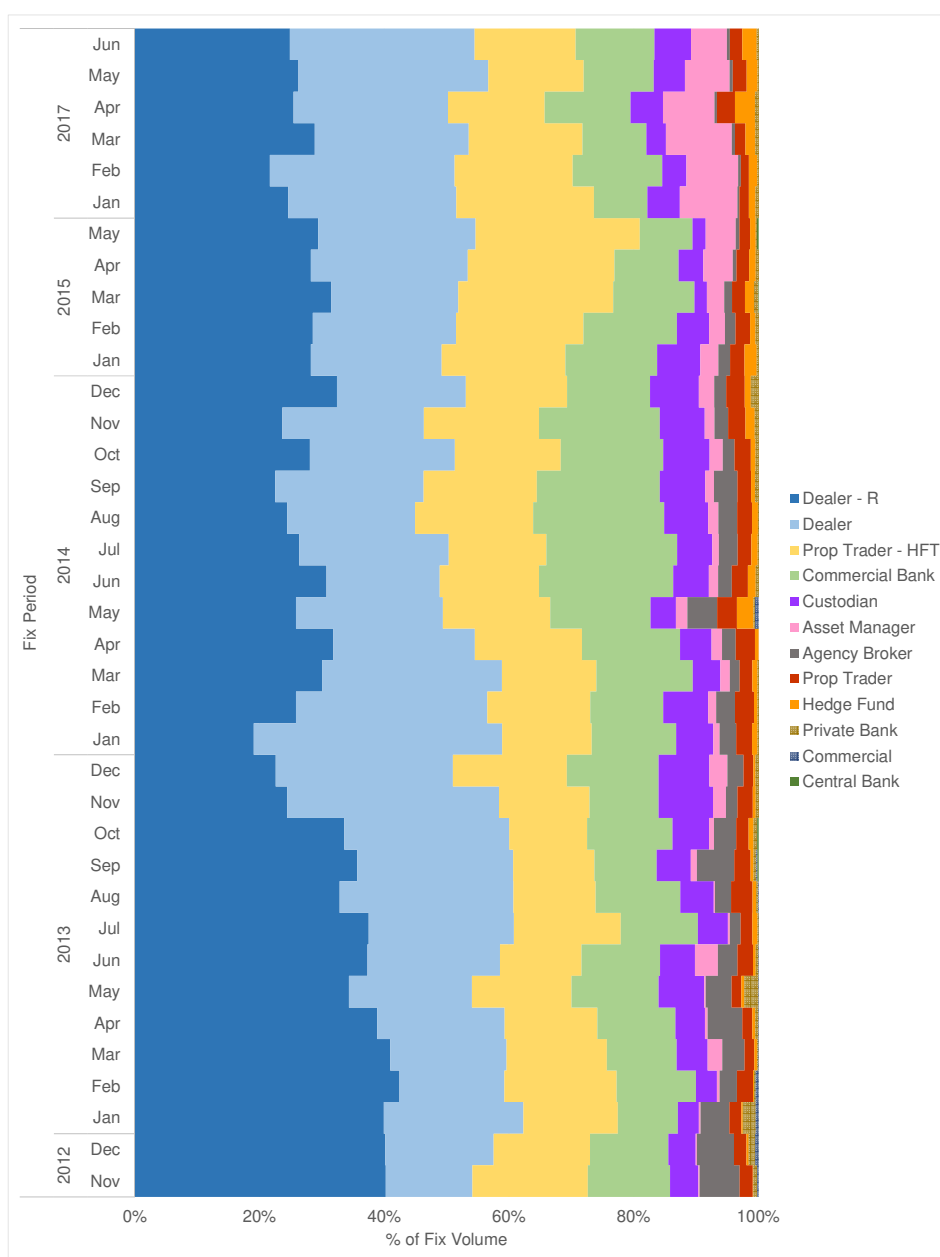 Fix Period
2017
Jun
May
Apr
Mar
Feb
Jan
2015
May
Apr
Mar
Feb
Jan
2014
Dec
Nov
Oct
Sep
Aug
Jul
Jun
May
Apr
Mar
Feb
Jan
2013
Dec
Nov
Oct
Sep
Aug
Jul
Jun
May
Apr
Mar
Feb
Jan
2012
Dec
Nov
0% 20% 40% 60% 80% 100%
% of Fix Volume
Dealer - R
Dealer
Prop Trader - HFT
Commercial Bank
Custodian
Asset Manager
Agency Broker
Prop Trader
Hedge Fund
Private Bank
Commercial
Central Bank